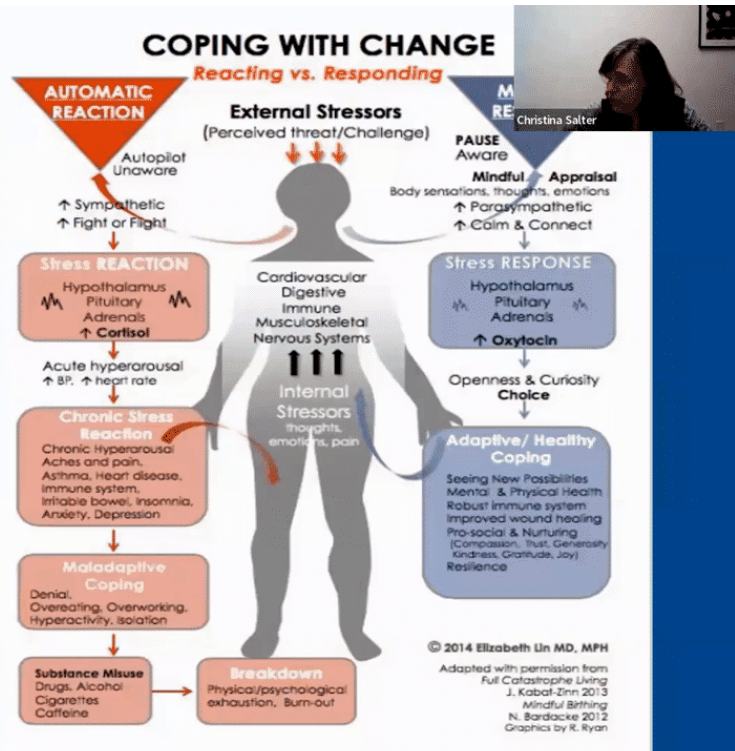 COPING WITH CHANGE
Reacting vs. Responding
AUTOMATIC
REACTION
External Stressors
(Perceived threat/Challenge)
Christina Salter
Autopilot
Unaware
↑ Sympathetic
↑ Fight or Flight
Stress REACTION
Hypothalamus
Pituitary
Adrenals
↑ Cortisol
Acute hyperarousal
↑ BP, ↑ heart rate
Chronic Stress
Reaction
Chronic Hyperarousal
Aches and pain,
Asthma, Heart disease,
Immune system,
Irritable bowel, Insomnia,
Anxiety, Depression
Maladaptive
Coping
Denial,
Overeating, Overworking,
Hyperactivity, Isolation
Substance Misuse
Drugs, Alcohol
Cigarettes
Caffeine
Breakdown
Physical/psychological
exhaustion, Burn-out
Cardiovascular
Digestive
Immune
Musculoskeletal
Nervous Systems
Internal
Stressors
thoughts,
emotions, pain
PAUSE
Aware
Mindful Appraisal
Body sensations, thoughts, emotions
↑ Parasympathetic
↑ Calm & Connect
Stress RESPONSE
Hypothalamus
Pituitary
Adrenals
↑ Oxytocin
Openness & Curiosity
Choice
Adaptive/ Healthy
Coping
Seeing New Possibilities
Mental & Physical Health
Robust immune system
Improved wound healing
Pro-social & Nurturing
(Compassion, Trust, Generosity
Kindness, Gratitude, Joy)
Resilience
© 2014 Elizabeth Lin MD, MPH
Adapted with permission from
Full Catastrophe Living
J. Kabat-Zinn 2013
Mindful Birthing
N. Bardacke 2012
Graphics by R. Ryan